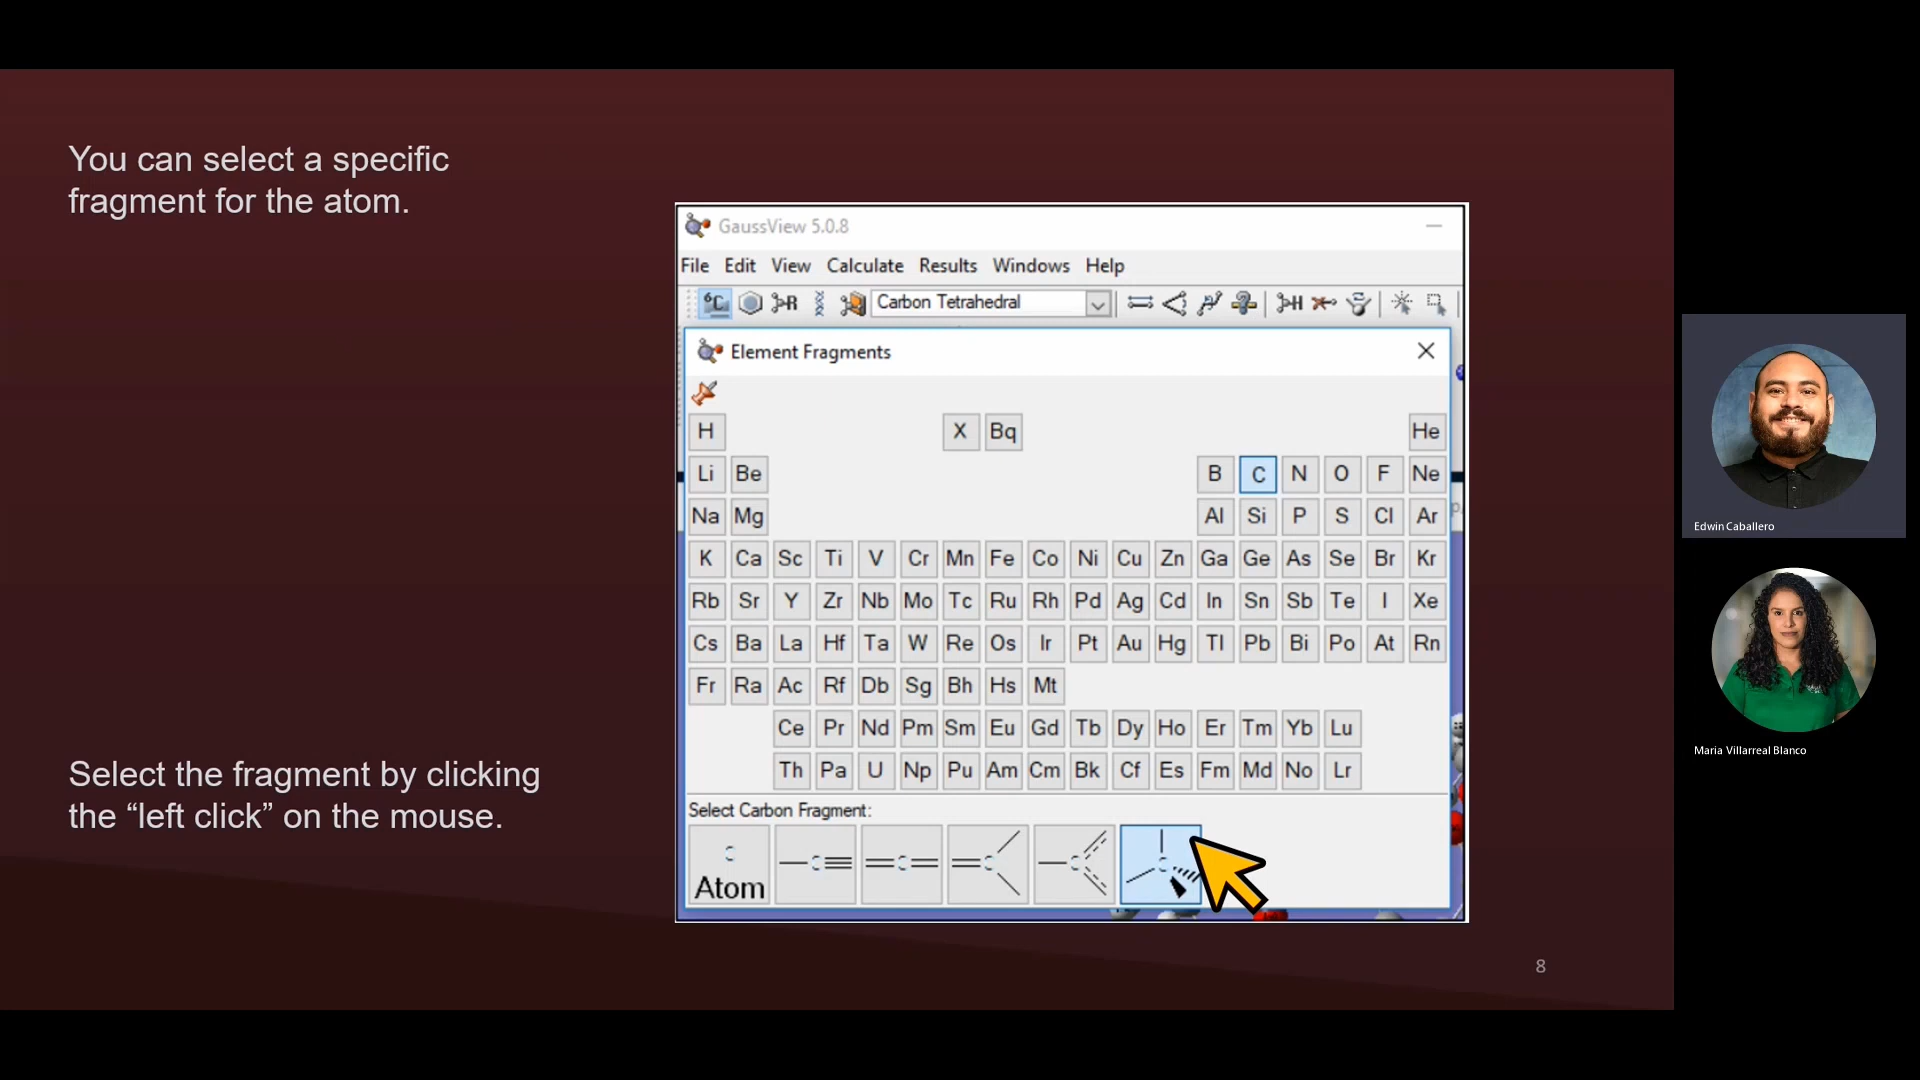 You can select a specific
fragment for the atom.
GaussView 5.0.8
File Edit View Calculate Results Windows Help
6C R Carbon Tetrahedral H
Element Fragments
H X Bq He
Li Be B C N O F Ne
Na Mg Al Si P S Cl Ar
K Ca Sc Ti V Cr Mn Fe Co Ni Cu Zn Ga Ge As Se Br Kr
Rb Sr Y Zr Nb Mo Tc Ru Rh Pd Ag Cd In Sn Sb Te I Xe
Cs Ba La Hf Ta W Re Os Ir Pt Au Hg Tl Pb Bi Po At Rn
Fr Ra Ac Rf Db Sg Bh Hs Mt
Ce Pr Nd Pm Sm Eu Gd Tb Dy Ho Er Tm Yb Lu
Th Pa U Np Pu Am Cm Bk Cf Es Fm Md No Lr
Select Carbon Fragment:
C C C C C C
Atom
Select the fragment by clicking
the “left click” on the mouse.
8
Edwin Caballero
Maria Villarreal Blanco